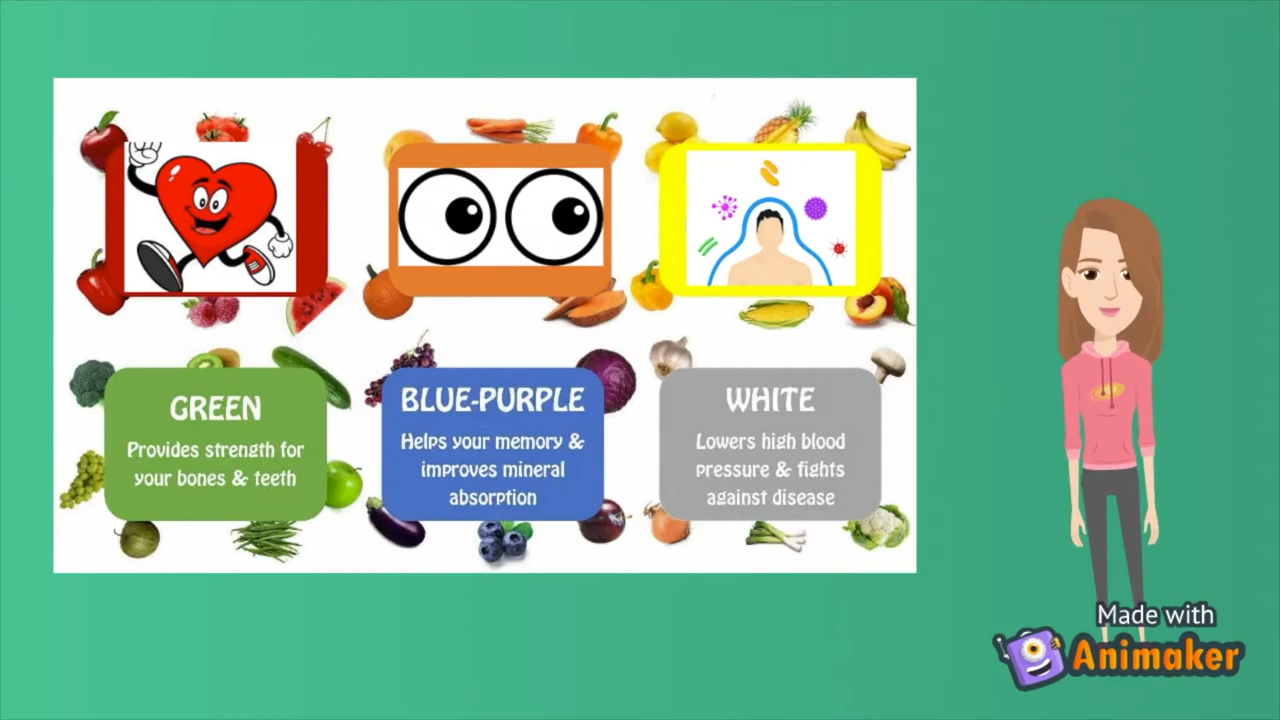 GREEN
Provides strength for
your bones & teeth
BLUE-PURPLE
Helps your memory &
improves mineral
absorption
WHITE
Lowers high blood
pressure & fights
against disease
Made with
Animaker